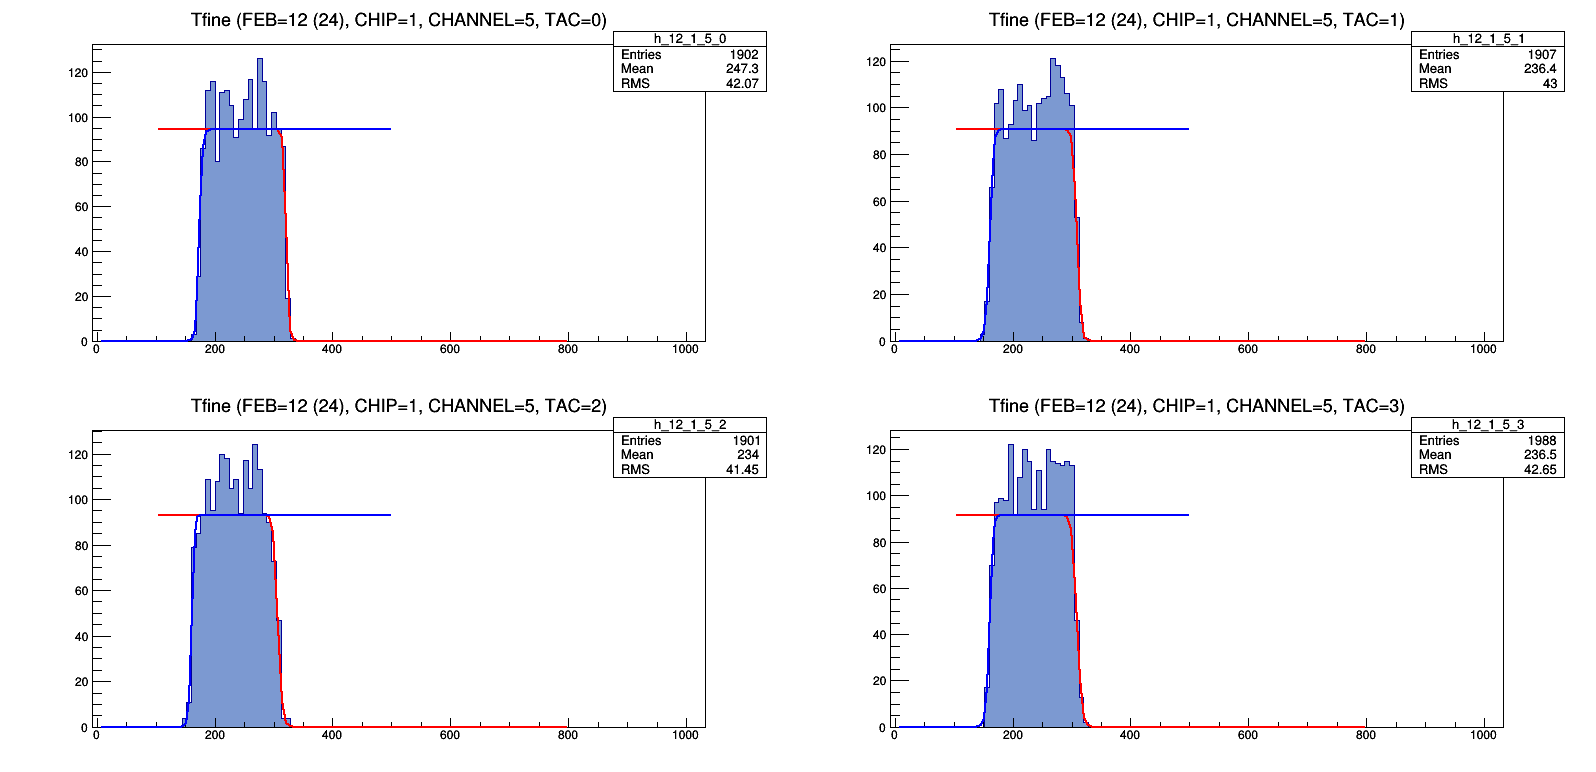 Tfine (FEB=12 (24), CHIP=1, CHANNEL=5, TAC=0)
h_12_1_5_0
Entries 1902
Mean 247.3
RMS 42.07
120
100
80
60
40
20
0
0 200 400 600 800 1000
Tfine (FEB=12 (24), CHIP=1, CHANNEL=5, TAC=1)
h_12_1_5_1
Entries 1907
Mean 236.4
RMS 43
120
100
80
60
40
20
0
0 200 400 600 800 1000
Tfine (FEB=12 (24), CHIP=1, CHANNEL=5, TAC=2)
h_12_1_5_2
Entries 1901
Mean 234
RMS 41.45
120
100
80
60
40
20
0
0 200 400 600 800 1000
Tfine (FEB=12 (24), CHIP=1, CHANNEL=5, TAC=3)
h_12_1_5_3
Entries 1988
Mean 236.5
RMS 42.65
120
100
80
60
40
20
0
0 200 400 600 800 1000